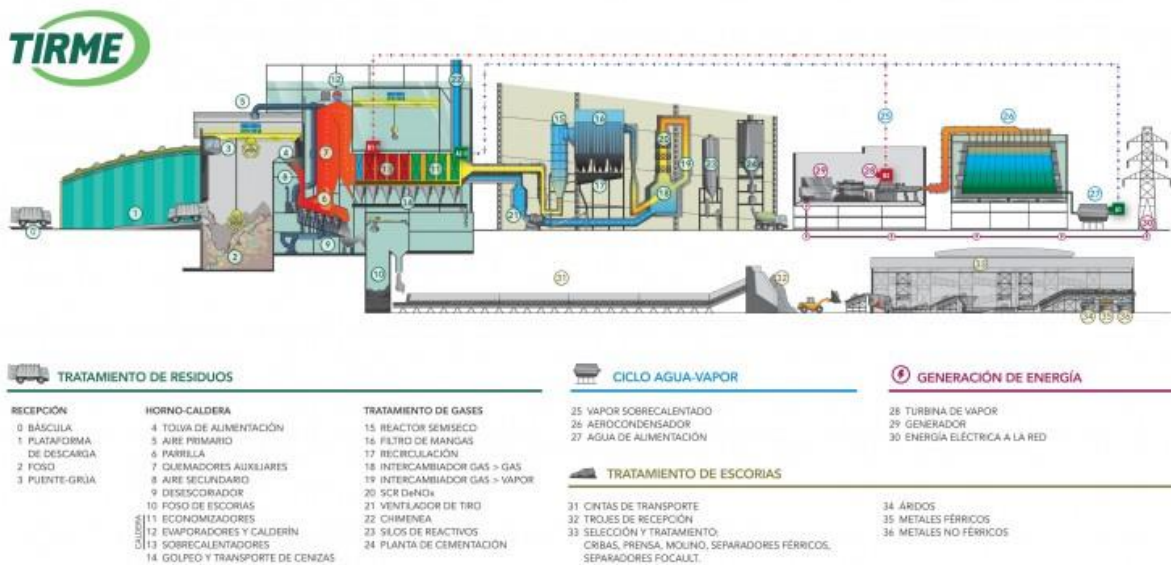 TIRME
TRATAMIENTO DE RESIDUOS
RECEPCIÓN
0 BÁSCULA
1 PLATAFORMA
DE DESCARGA
2 FOSO
3 PUENTE-GRÚA
HORNO-CALDERA
4 TOLVA DE ALIMENTACIÓN
5 AIRE PRIMARIO
6 PARRILLA
7 QUEMADORES AUXILIARES
8 AIRE SECUNDARIO
9 DESESCORIADOR
10 FOSO DE ESCORIAS
CALDERA
11 ECONOMIZADORES
12 EVAPORADORES Y CALDERÍN
13 SOBRECALENTADORES
14 GOLPEO Y TRANSPORTE DE CENIZAS
TRATAMIENTO DE GASES
15 REACTOR SEMISECO
16 FILTRO DE MANGAS
17 RECIRCULACIÓN
18 INTERCAMBIADOR GAS > GAS
19 INTERCAMBIADOR GAS > VAPOR
20 SCR DeNOx
21 VENTILADOR DE TIRO
22 CHIMENEA
23 SILOS DE REACTIVOS
24 PLANTA DE CEMENTACIÓN
CICLO AGUA-VAPOR
25 VAPOR SOBRECALENTADO
26 AEROCONDENSADOR
27 AGUA DE ALIMENTACIÓN
GENERACIÓN DE ENERGÍA
28 TURBINA DE VAPOR
29 GENERADOR
30 ENERGÍA ELÉCTRICA A LA RED
TRATAMIENTO DE ESCORIAS
31 CINTAS DE TRANSPORTE
32 TROJES DE RECEPCIÓN
33 SELECCIÓN Y TRATAMIENTO:
CRIBAS, PRENSA, MOLINO, SEPARADORES FÉRRICOS,
SEPARADORES FOCAULT.
34 ÁRIDOS
35 METALES FÉRRICOS
36 METALES NO FÉRRICOS